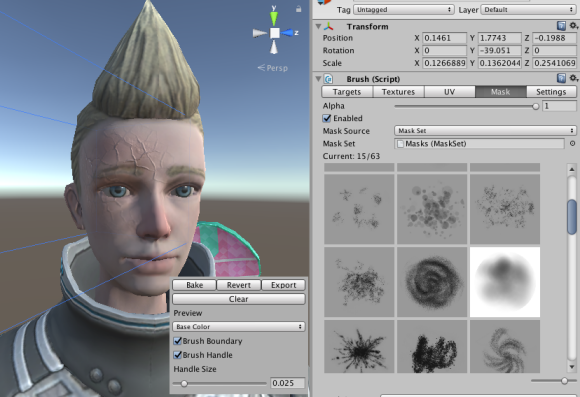 Tag Untagged Layer Default
Transform
Position X 0.1461 Y 1.7743 Z -0.1988
Rotation X 0 Y -39.051 Z 0
Scale X 0.1266889 Y 0.1362044 Z 0.2541069
Brush (Script)
Targets Textures UV Mask Settings
Alpha 1
Enabled
Mask Source Mask Set
Mask Set Masks (MaskSet)
Current: 15/63
y
z
Persp
Bake Revert Export
Clear
Preview
Base Color
Brush Boundary
Brush Handle
Handle Size
0.025